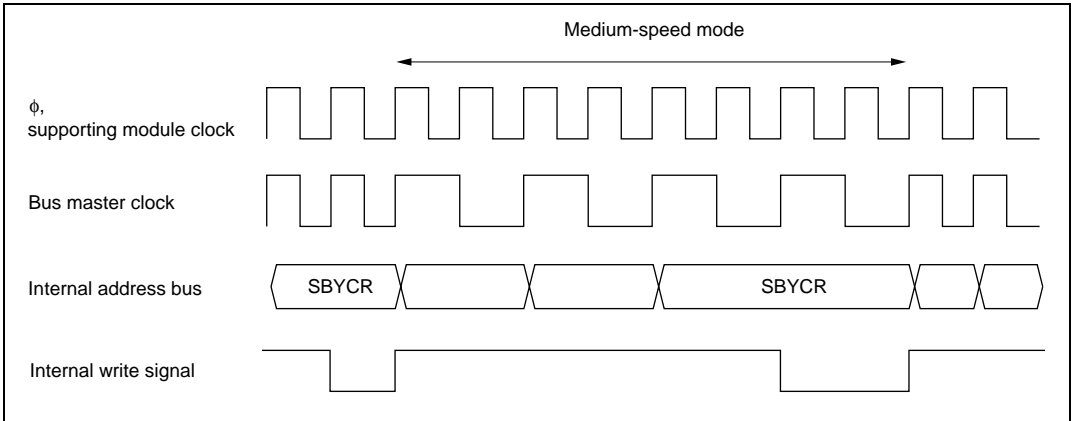 Medium-speed mode
ϕ,
supporting module clock
Bus master clock
Internal address bus
SBYCR
SBYCR
Internal write signal